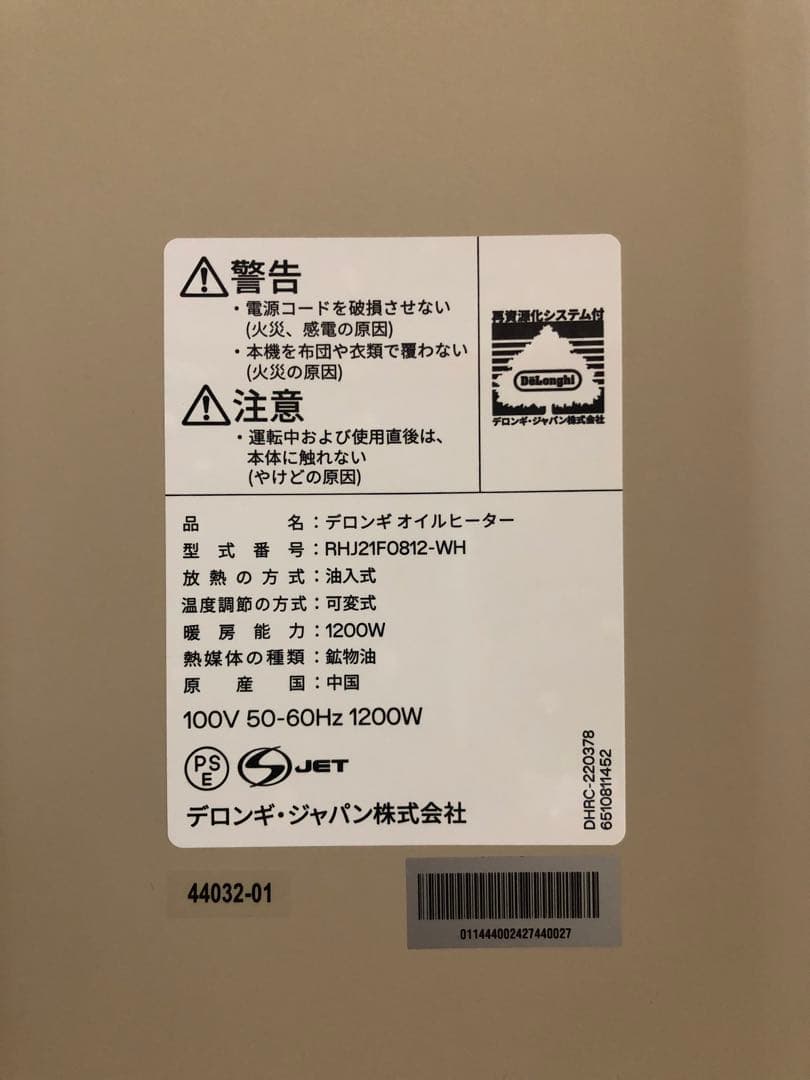 警告
・電源コードを破損させない
(火災、感電の原因)
・本機を布団や衣類で覆わない
(火災の原因)
注意
・運転中および使用直後は、
本体に触れない
(やけどの原因)
再資源化システム付
DeLonghi
デロンギ・ジャパン株式会社
品名：デロンギ オイルヒーター
型式番号：RHJ21F0812-WH
放熱の方式：油入式
温度調節の方式：可変式
暖房能力：1200W
熱媒体の種類：鉱物油
原産国：中国
100V 50-60Hz 1200W
PS
E
S JET
デロンギ・ジャパン株式会社
DHRC-220378
6510811452
44032-01
011444002427440027